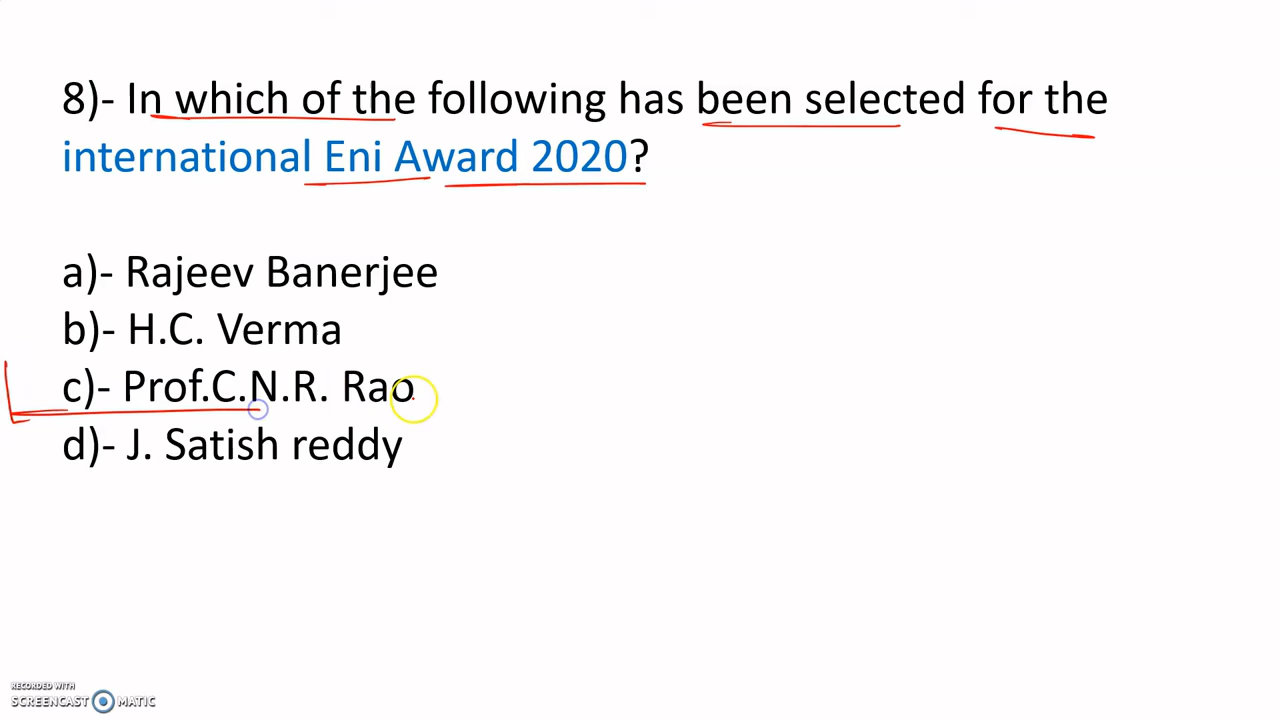 8)- In which of the following has been selected for the
international Eni Award 2020?
a)- Rajeev Banerjee
b)- H.C. Verma
c)- Prof.C.N.R. Rao
d)- J. Satish reddy
RECORDED WITH
SCREENCAST MATIC